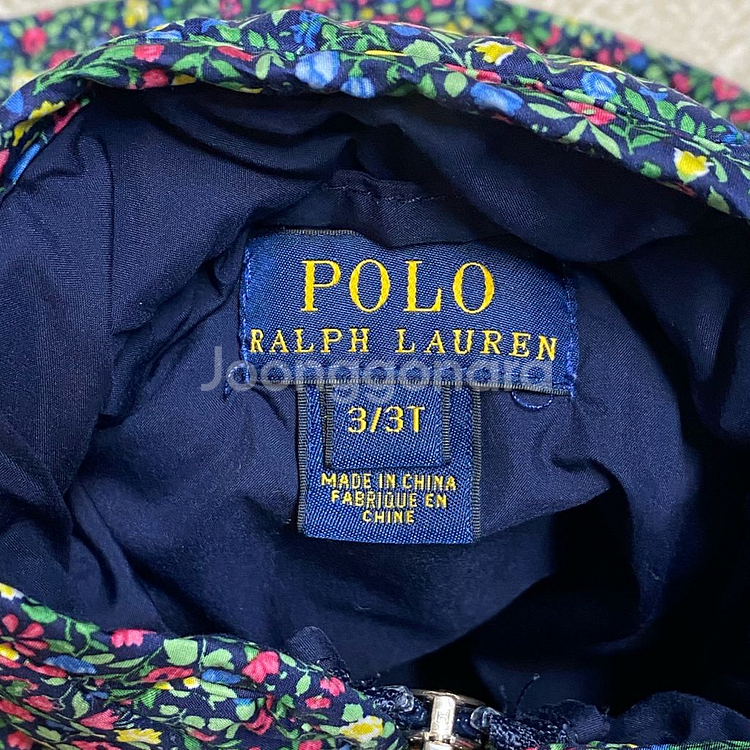 POLO
RALPH LAUREN
Joonggonara
3/3T
MADE IN CHINA
FABRIQUE EN
CHINE